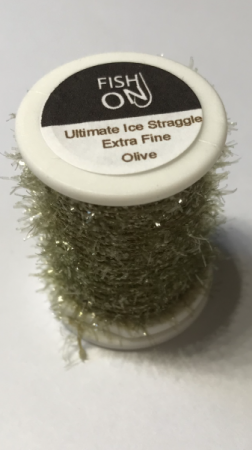 FISH
ON
Ultimate Ice Straggle
Extra Fine
Olive